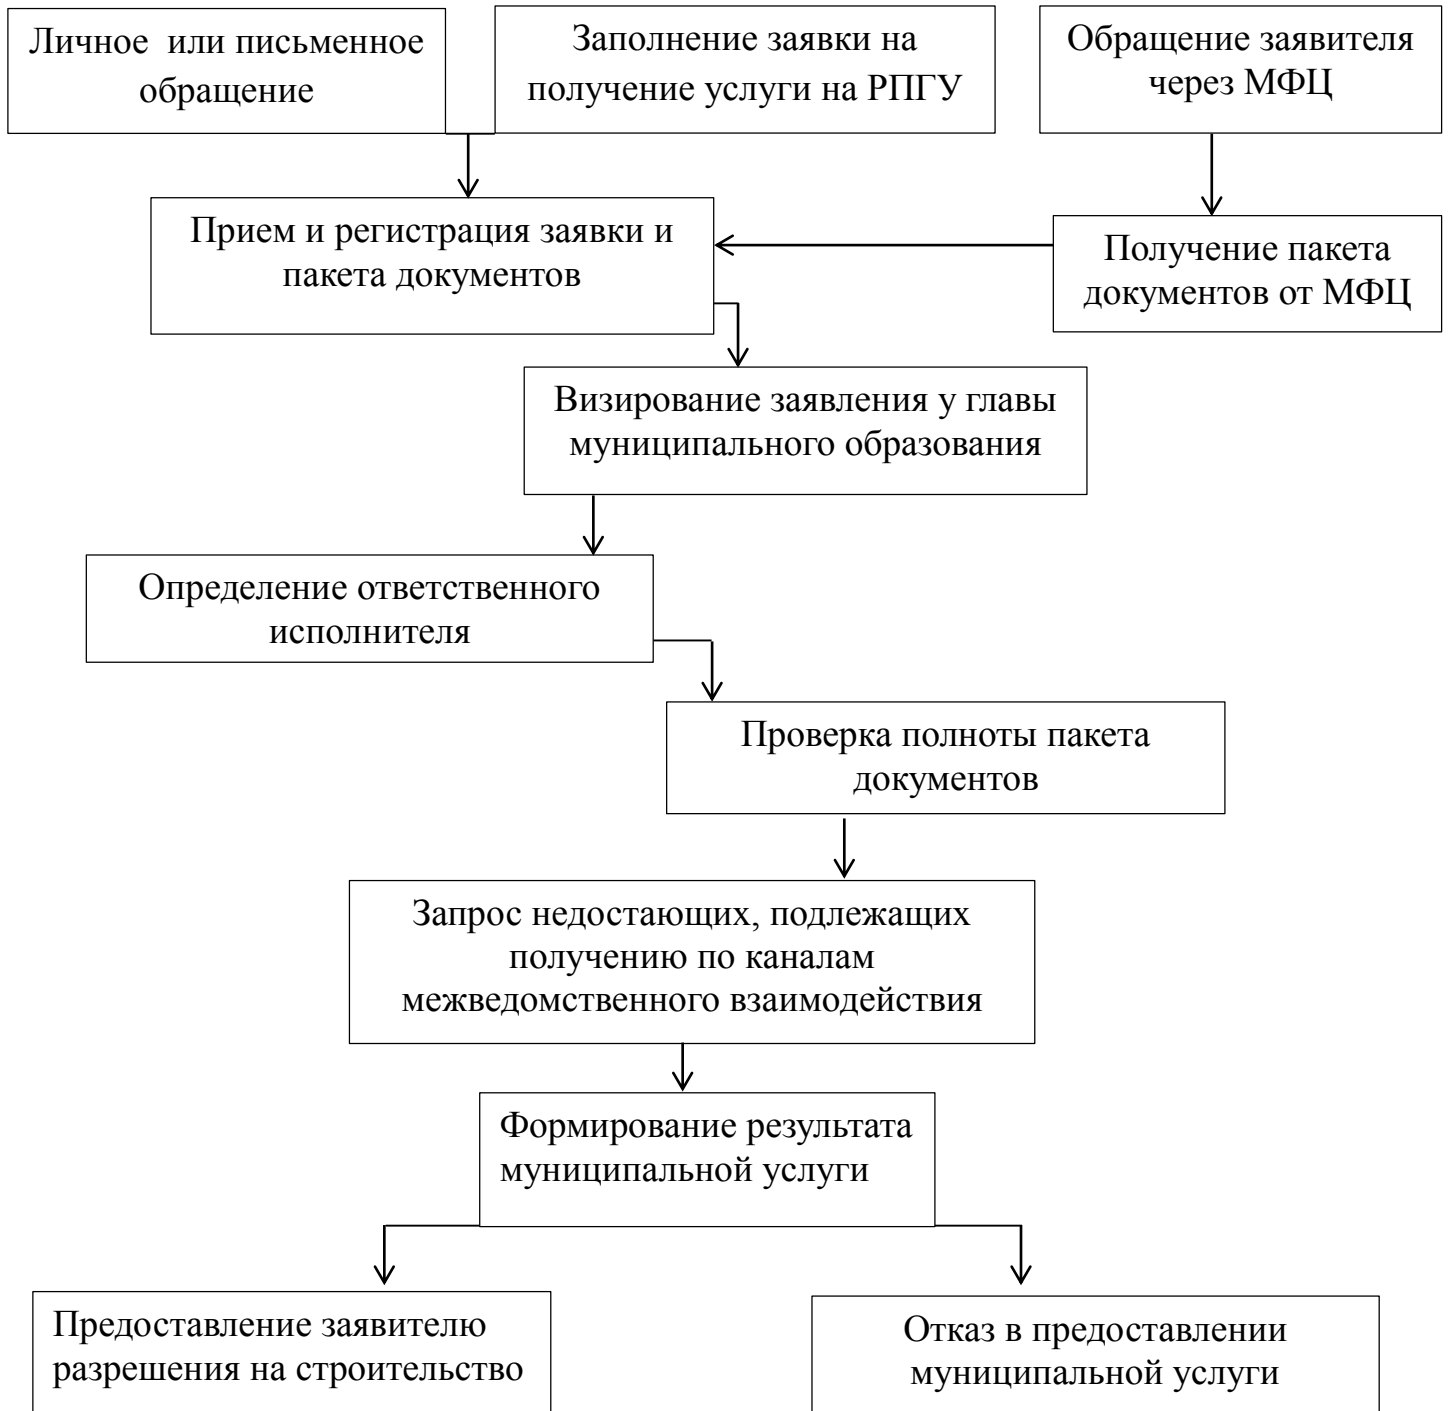 Личное или письменное
обращение
Заполнение заявки на
получение услуги на РПГУ
Обращение заявителя
через МФЦ
Прием и регистрация заявки и
пакета документов
Получение пакета
документов от МФЦ
Визирование заявления у главы
муниципального образования
Определение ответственного
исполнителя
Проверка полноты пакета
документов
Запрос недостающих, подлежащих
получению по каналам
межведомственного взаимодействия
Формирование результата
муниципальной услуги
Предоставление заявителю
разрешения на строительство
Отказ в предоставлении
муниципальной услуги